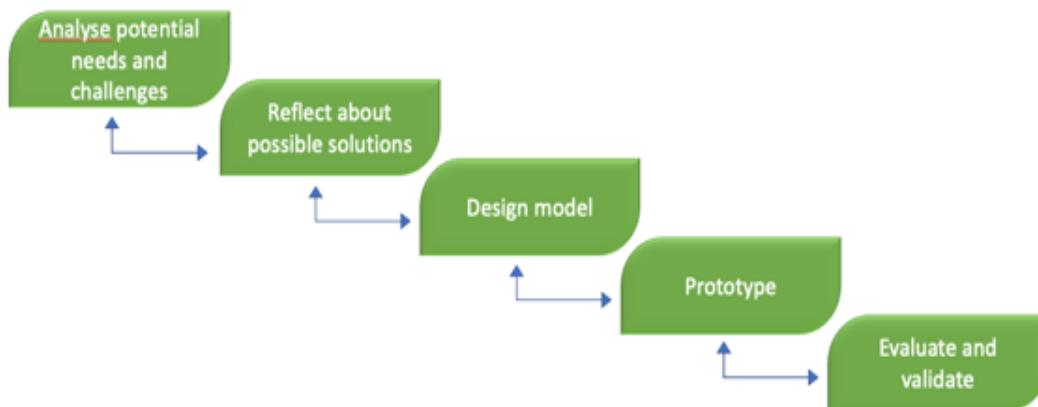 Analyse potential
needs and
challenges
Reflect about
possible solutions
Design model
Prototype
Evaluate and
validate